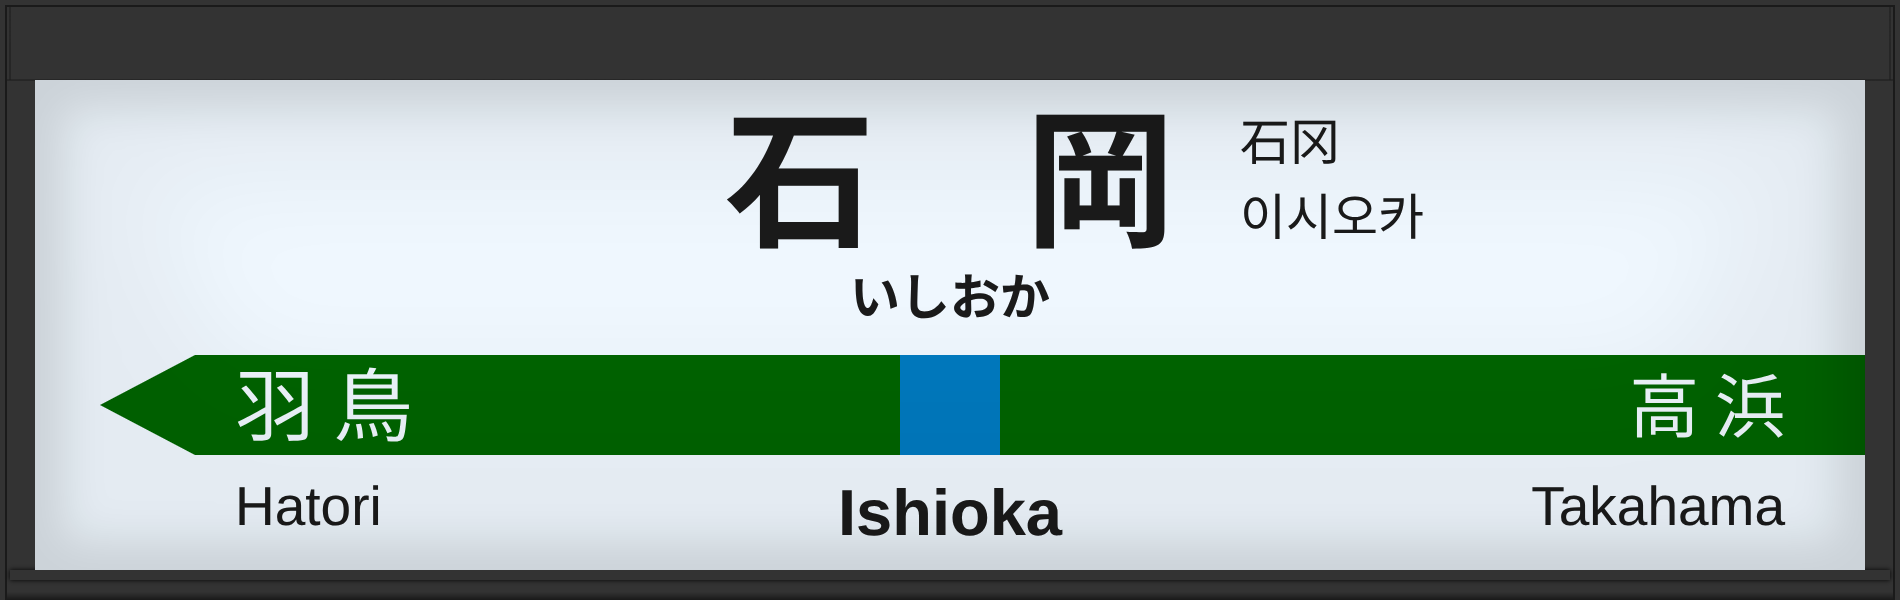 石 岡
石冈
이시오카
いしおか
羽 鳥
高 浜
Hatori
Ishioka
Takahama